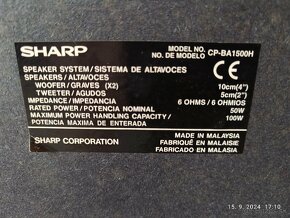 SHARP
MODEL NO.
NO. DE MODELO
CP-BA1500H
SPEAKER SYSTEM/SISTEMA DE ALTAVOCES
SPEAKERS/ALTAVOCES
WOOFER/GRAVES (X2) 10cm(4")
TWEETER/AGUDOS 5cm(2")
IMPEDANCE/IMPEDANCIA 6 OHMS/6 OHMIOS
RATED POWER/POTENCIA NOMINAL 50W
MAXIMUM POWER HANDLING CAPACITY/ 100W
POTENCIA MAXIMA DE ENTERADA
SHARP CORPORATION
MADE IN MALAYSIA
FABRIQUÉ EN MALAISIE
FABRICADO EN MALASIA
CE
15. 9. 2024 17:10